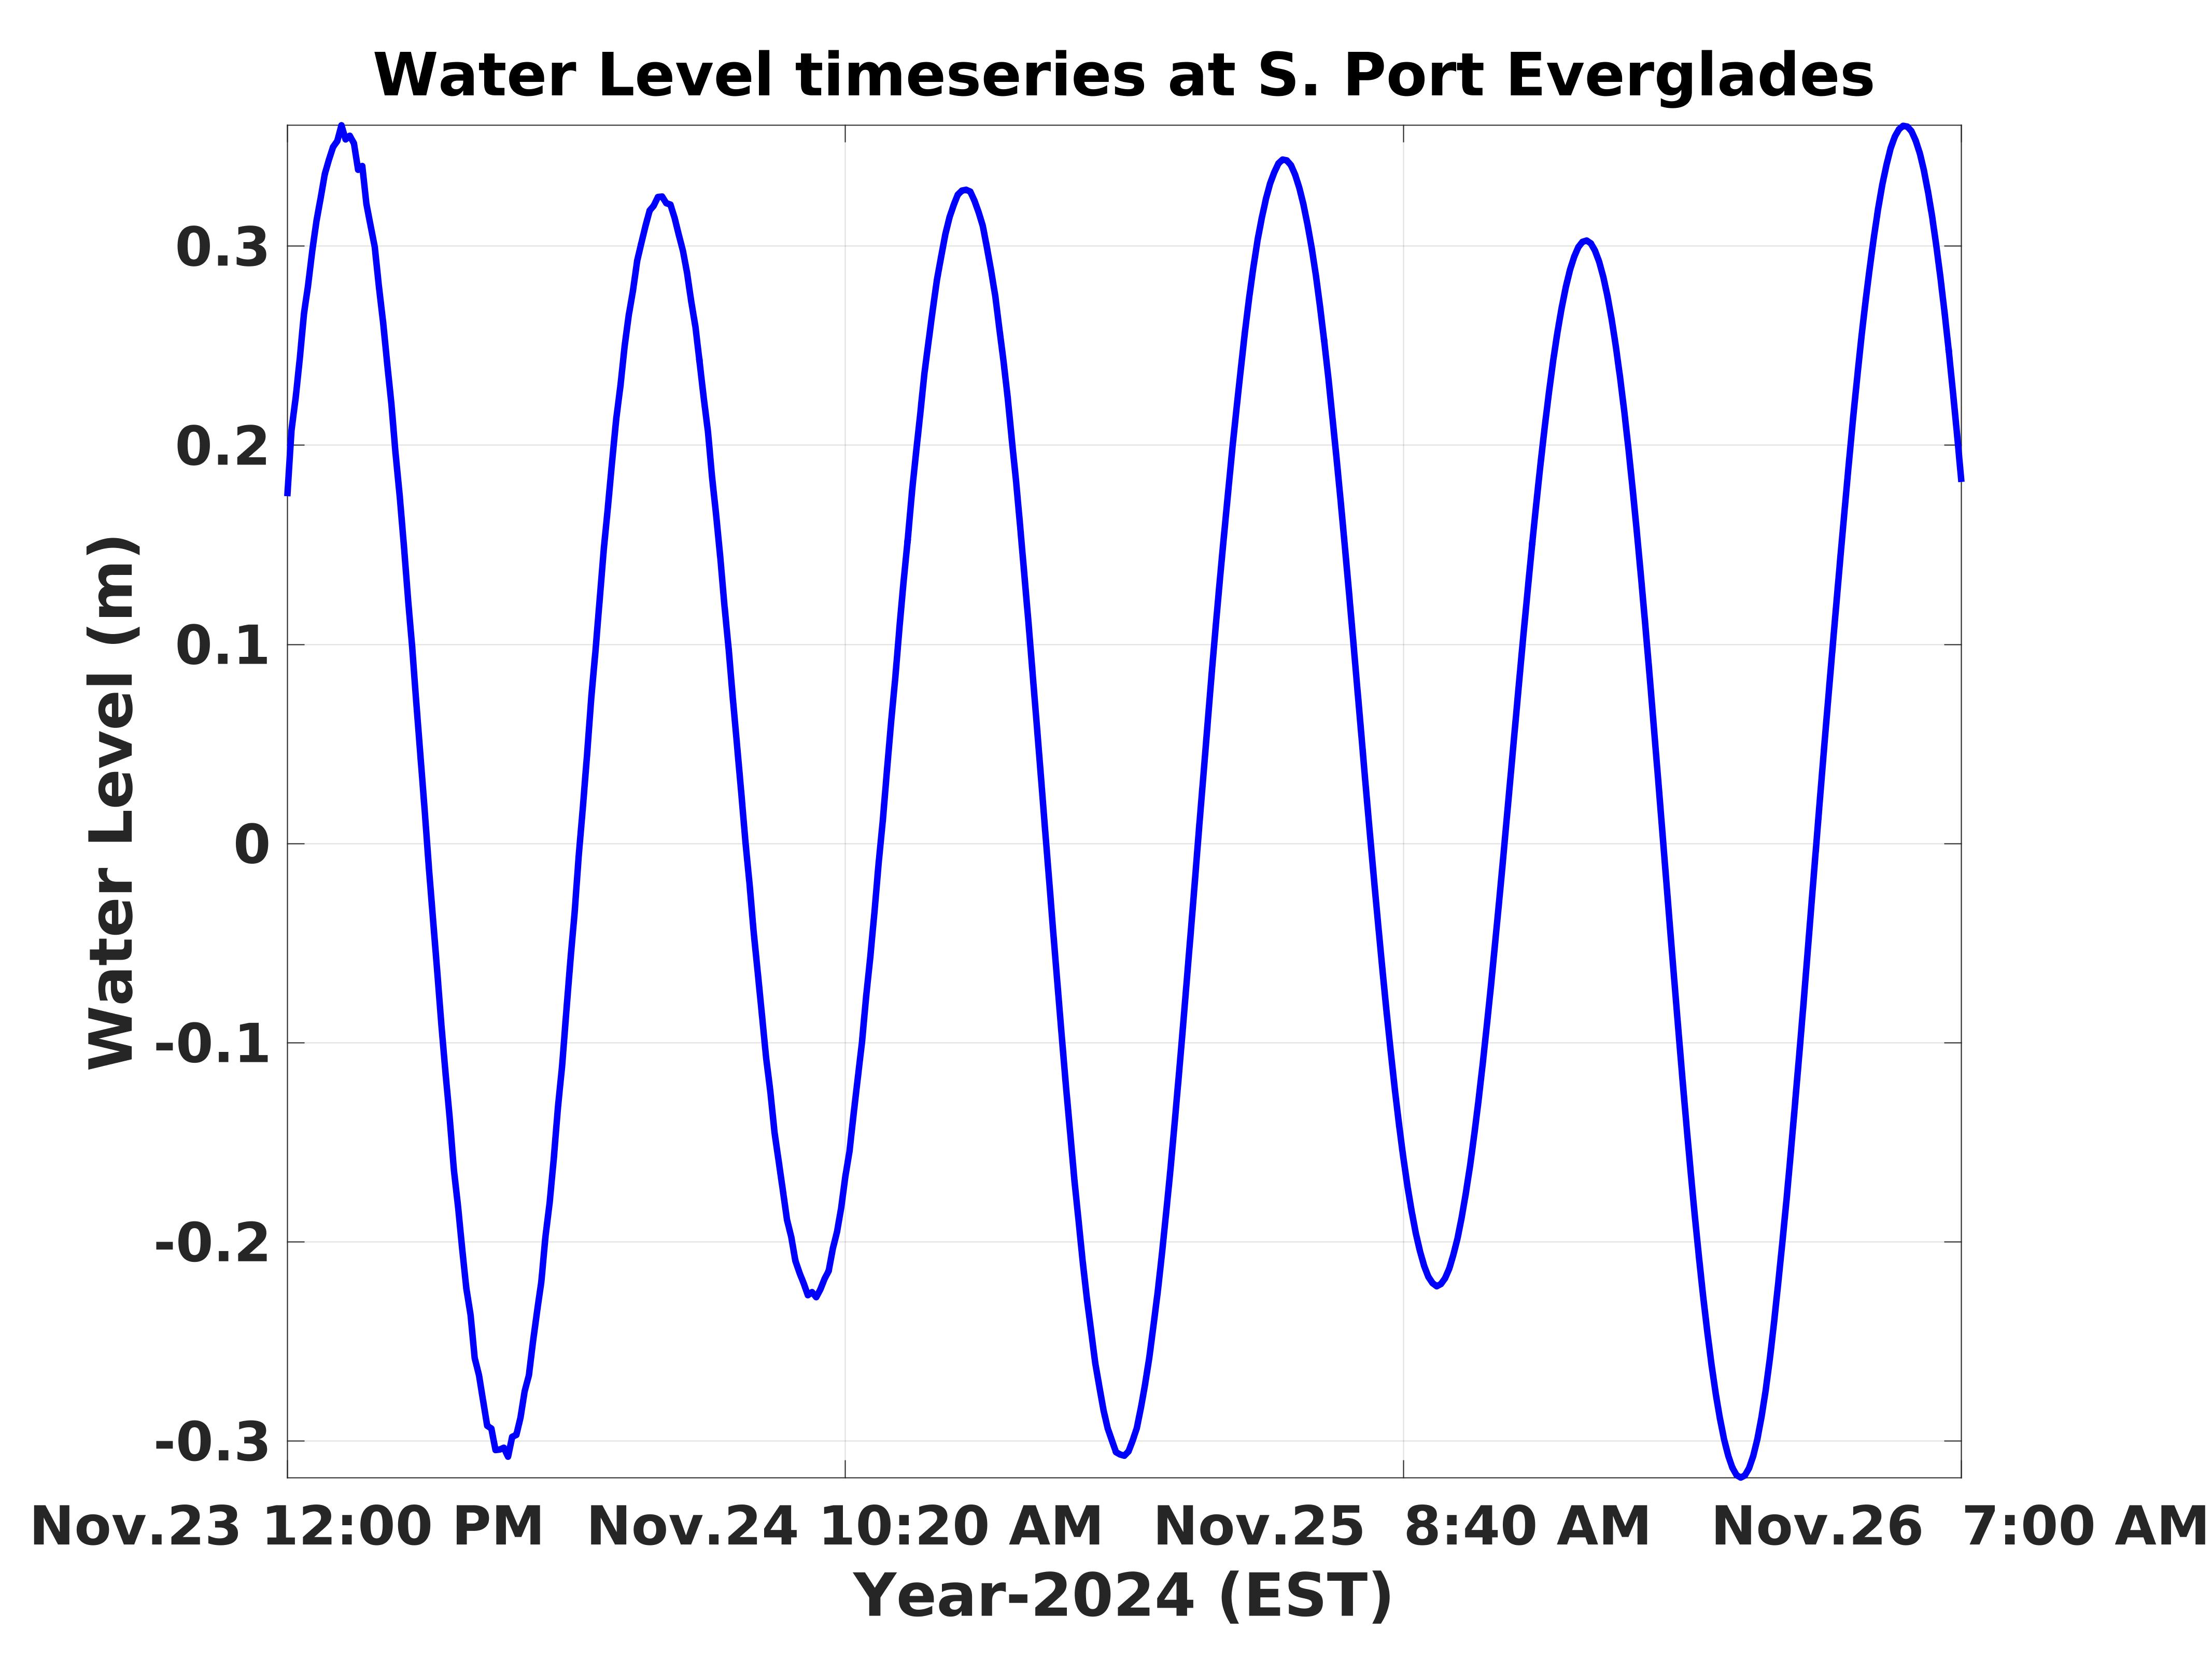 Water Level timeseries at S. Port Everglades
0.3
0.2
0.1
0
-0.1
-0.2
-0.3
Water Level (m)
Nov.23 12:00 PM Nov.24 10:20 AM Nov.25 8:40 AM Nov.26 7:00 AM
Year-2024 (EST)